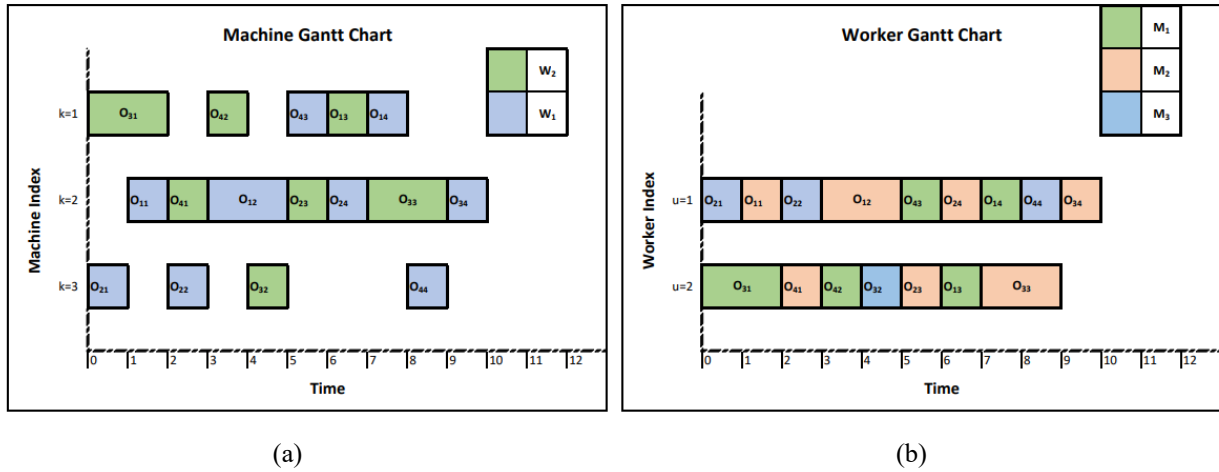 Machine Gantt Chart
W₂
W₁
Machine Index
k=1
O₃₁
O₄₂
O₄₃
O₁₃
O₁₄
k=2
O₁₁
O₄₁
O₁₂
O₂₃
O₂₄
O₃₃
O₃₄
k=3
O₂₁
O₂₂
O₃₂
O₄₄
0 1 2 3 4 5 6 7 8 9 10 11 12
Time
(a)
Worker Gantt Chart
M₁
M₂
M₃
Worker Index
u=1
O₂₁
O₁₁
O₂₂
O₁₂
O₄₃
O₂₄
O₁₄
O₄₄
O₃₄
u=2
O₃₁
O₄₁
O₄₂
O₃₂
O₂₃
O₁₃
O₃₃
0 1 2 3 4 5 6 7 8 9 10 11 12
Time
(b)